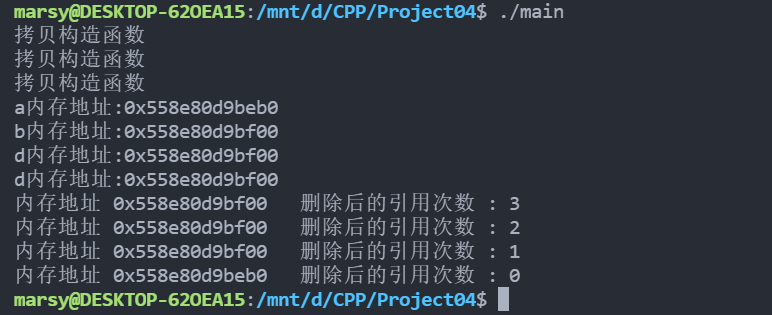 marsy@DESKTOP-62OEA15:/mnt/d/CPP/Project04$ ./main
拷贝构造函数
拷贝构造函数
拷贝构造函数
a内存地址:0x558e80d9beb0
b内存地址:0x558e80d9bf00
d内存地址:0x558e80d9bf00
d内存地址:0x558e80d9bf00
内存地址 0x558e80d9bf00 删除后的引用次数 : 3
内存地址 0x558e80d9bf00 删除后的引用次数 : 2
内存地址 0x558e80d9bf00 删除后的引用次数 : 1
内存地址 0x558e80d9beb0 删除后的引用次数 : 0
marsy@DESKTOP-62OEA15:/mnt/d/CPP/Project04$